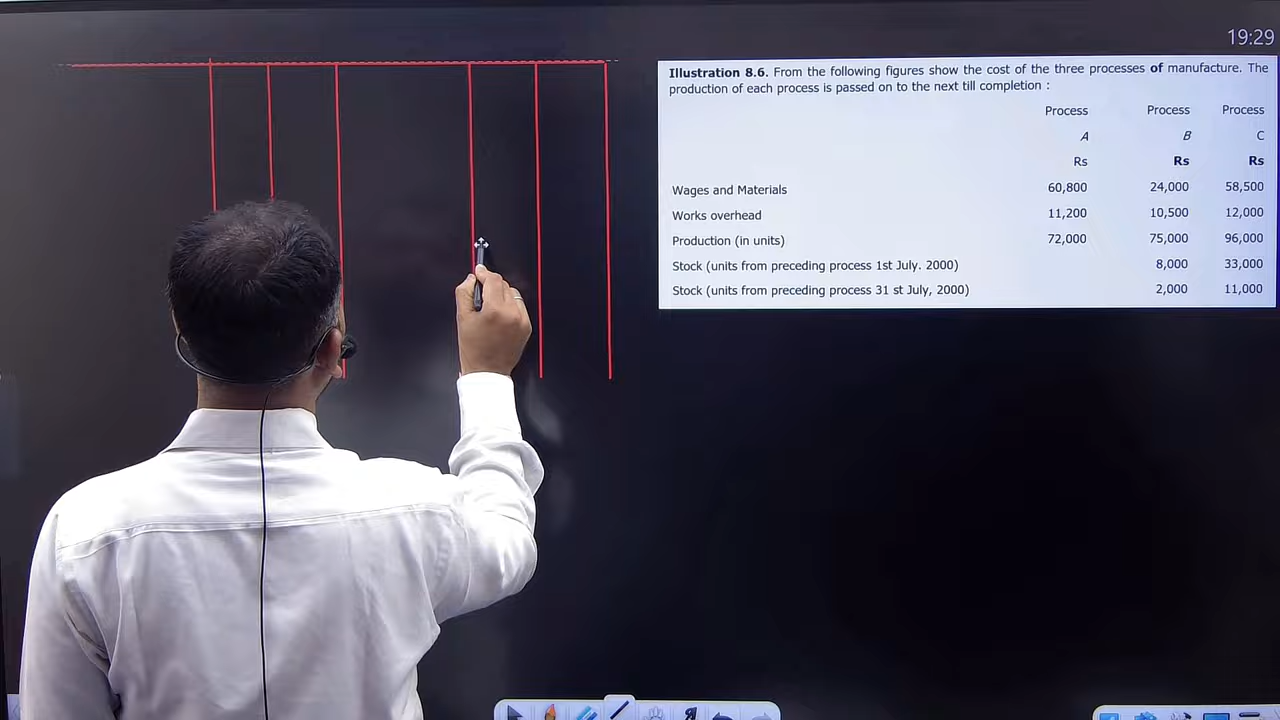 19:29
Illustration 8.6. From the following figures show the cost of the three processes of manufacture. The
production of each process is passed on to the next till completion :
Process Process Process
A B C
Rs Rs Rs
Wages and Materials 60,800 24,000 58,500
Works overhead 11,200 10,500 12,000
Production (in units) 72,000 75,000 96,000
Stock (units from preceding process 1st July. 2000) 8,000 33,000
Stock (units from preceding process 31 st July, 2000) 2,000 11,000